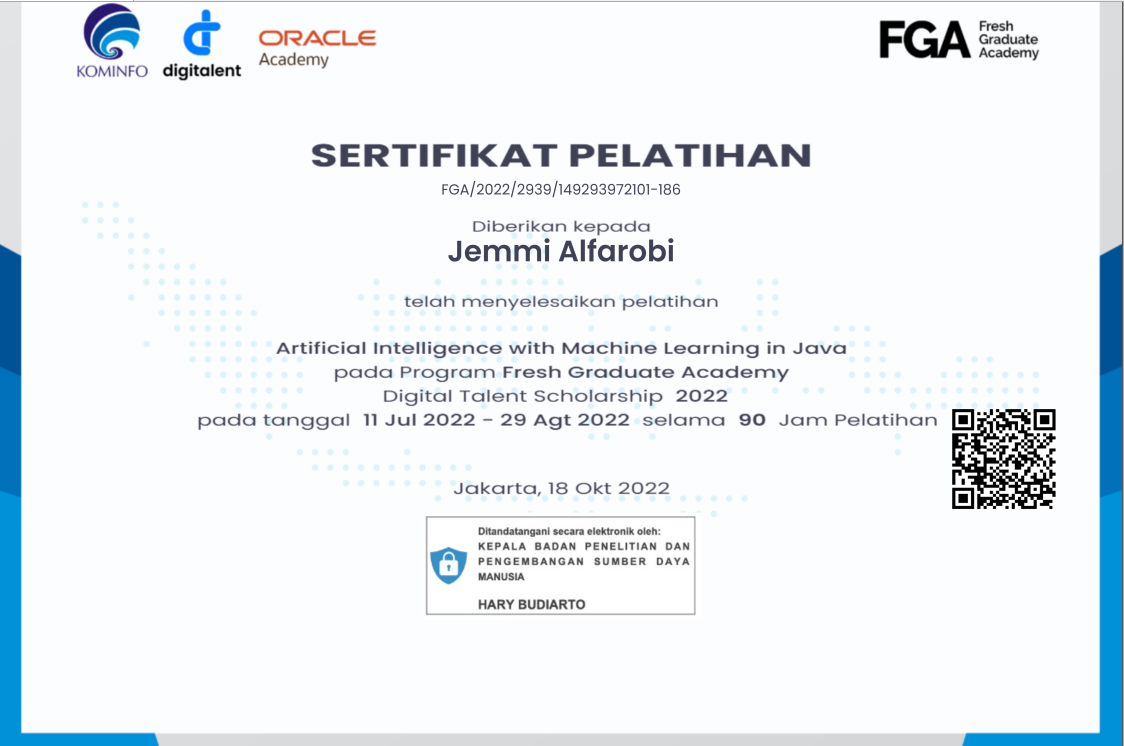 KOMINFO
digitalent
ORACLE
Academy
FGA
Fresh
Graduate
Academy
SERTIFIKAT PELATIHAN
FGA/2022/2939/149293972101-186
Diberikan kepada
Jemmi Alfarobi
telah menyelesaikan pelatihan
Artificial Intelligence with Machine Learning in Java
pada Program Fresh Graduate Academy
Digital Talent Scholarship 2022
pada tanggal 11 Jul 2022 - 29 Agt 2022 selama 90 Jam Pelatihan
Jakarta, 18 Okt 2022
Ditandatangani secara elektronik oleh:
KEPALA BADAN PENELITIAN DAN
PENGEMBANGAN SUMBER DAYA
MANUSIA
HARY BUDIARTO